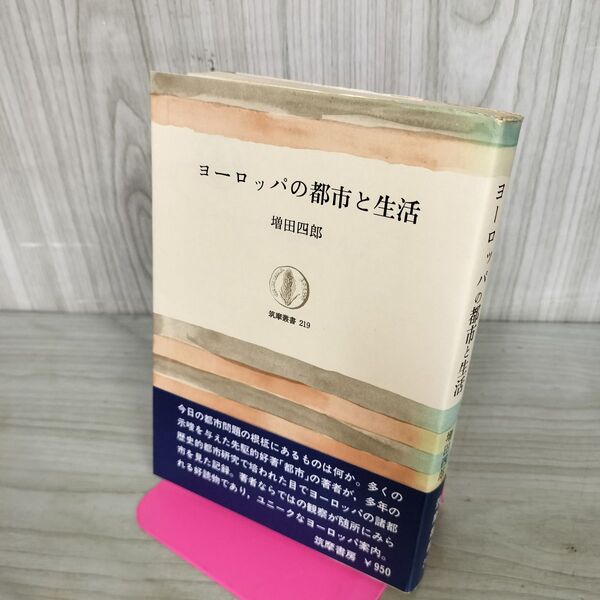 ヨーロッパの都市と生活
増田四郎
筑摩叢書 219
今日の都市問題の根柢にあるものは何か。多くの
示唆を与えた先駆的好著「都市」の著者が、多年の
歴史的都市研究で培われた目でヨーロッパの諸都
市を見た記録。著者ならではの観察が随所にみら
れる好読物であり、ユニークなヨーロッパ案内。
筑摩書房 ¥950
ヨーロッパの都市と生活
増田四郎